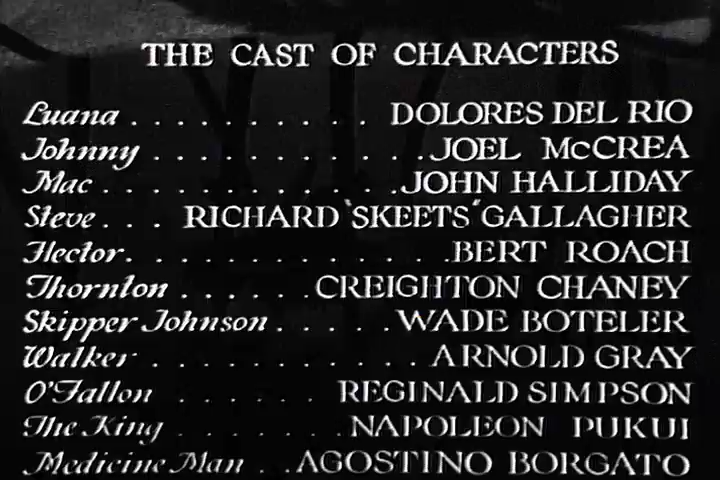 THE CAST OF CHARACTERS
Luana . . . . . . . . . . DOLORES DEL RIO
Johnny . . . . . . . . . . . JOEL McCREA
Mac . . . . . . . . . . . . . JOHN HALLIDAY
Steve . . . RICHARD "SKEETS" GALLAGHER
Hector. . . . . . . . . . . . . BERT ROACH
Thornton . . . . . . CREIGHTON CHANEY
Skipper Johnson . . . . . WADE BOTELER
Walker . . . . . . . . . . . ARNOLD GRAY
O'Fallon . . . . . . REGINALD SIMPSON
The King . . . . . . . NAPOLEON PUKUI
Medicine Man . . . AGOSTINO BORGATO